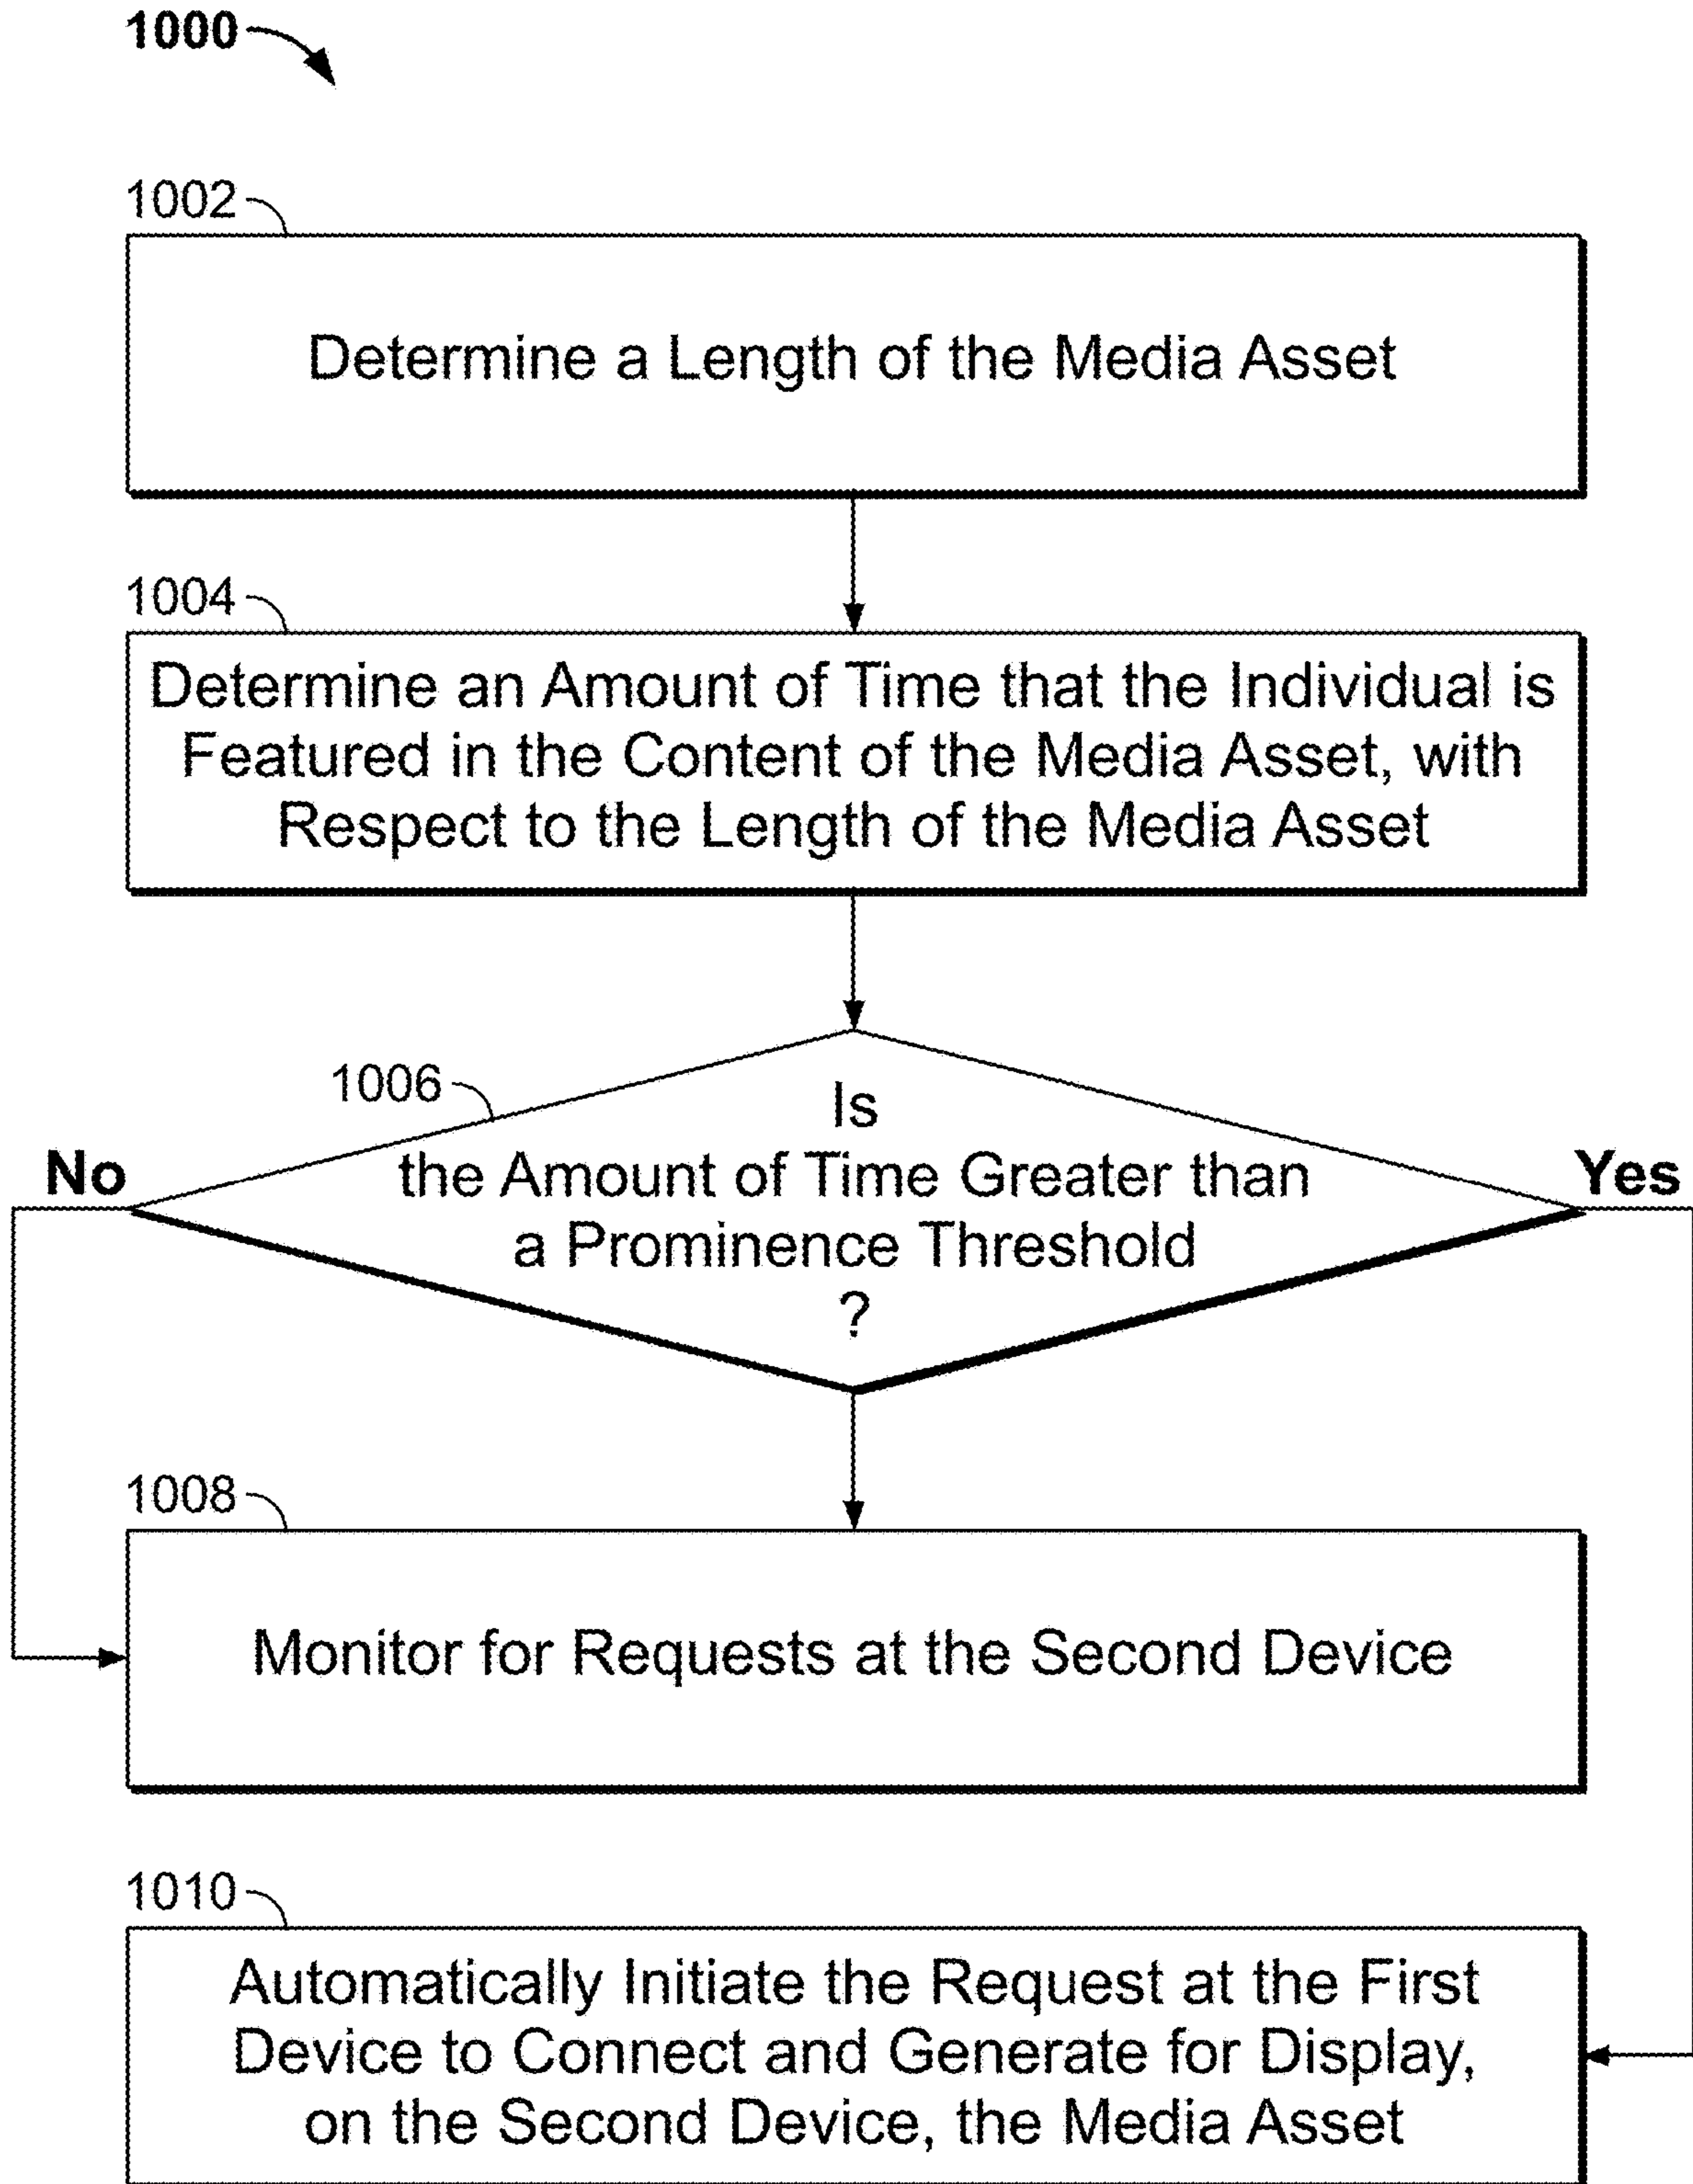 1000
1002
Determine a Length of the Media Asset
1004
Determine an Amount of Time that the Individual is
Featured in the Content of the Media Asset, with
Respect to the Length of the Media Asset
1006
Is
the Amount of Time Greater than
a Prominence Threshold
?
No
Yes
1008
Monitor for Requests at the Second Device
1010
Automatically Initiate the Request at the First
Device to Connect and Generate for Display,
on the Second Device, the Media Asset